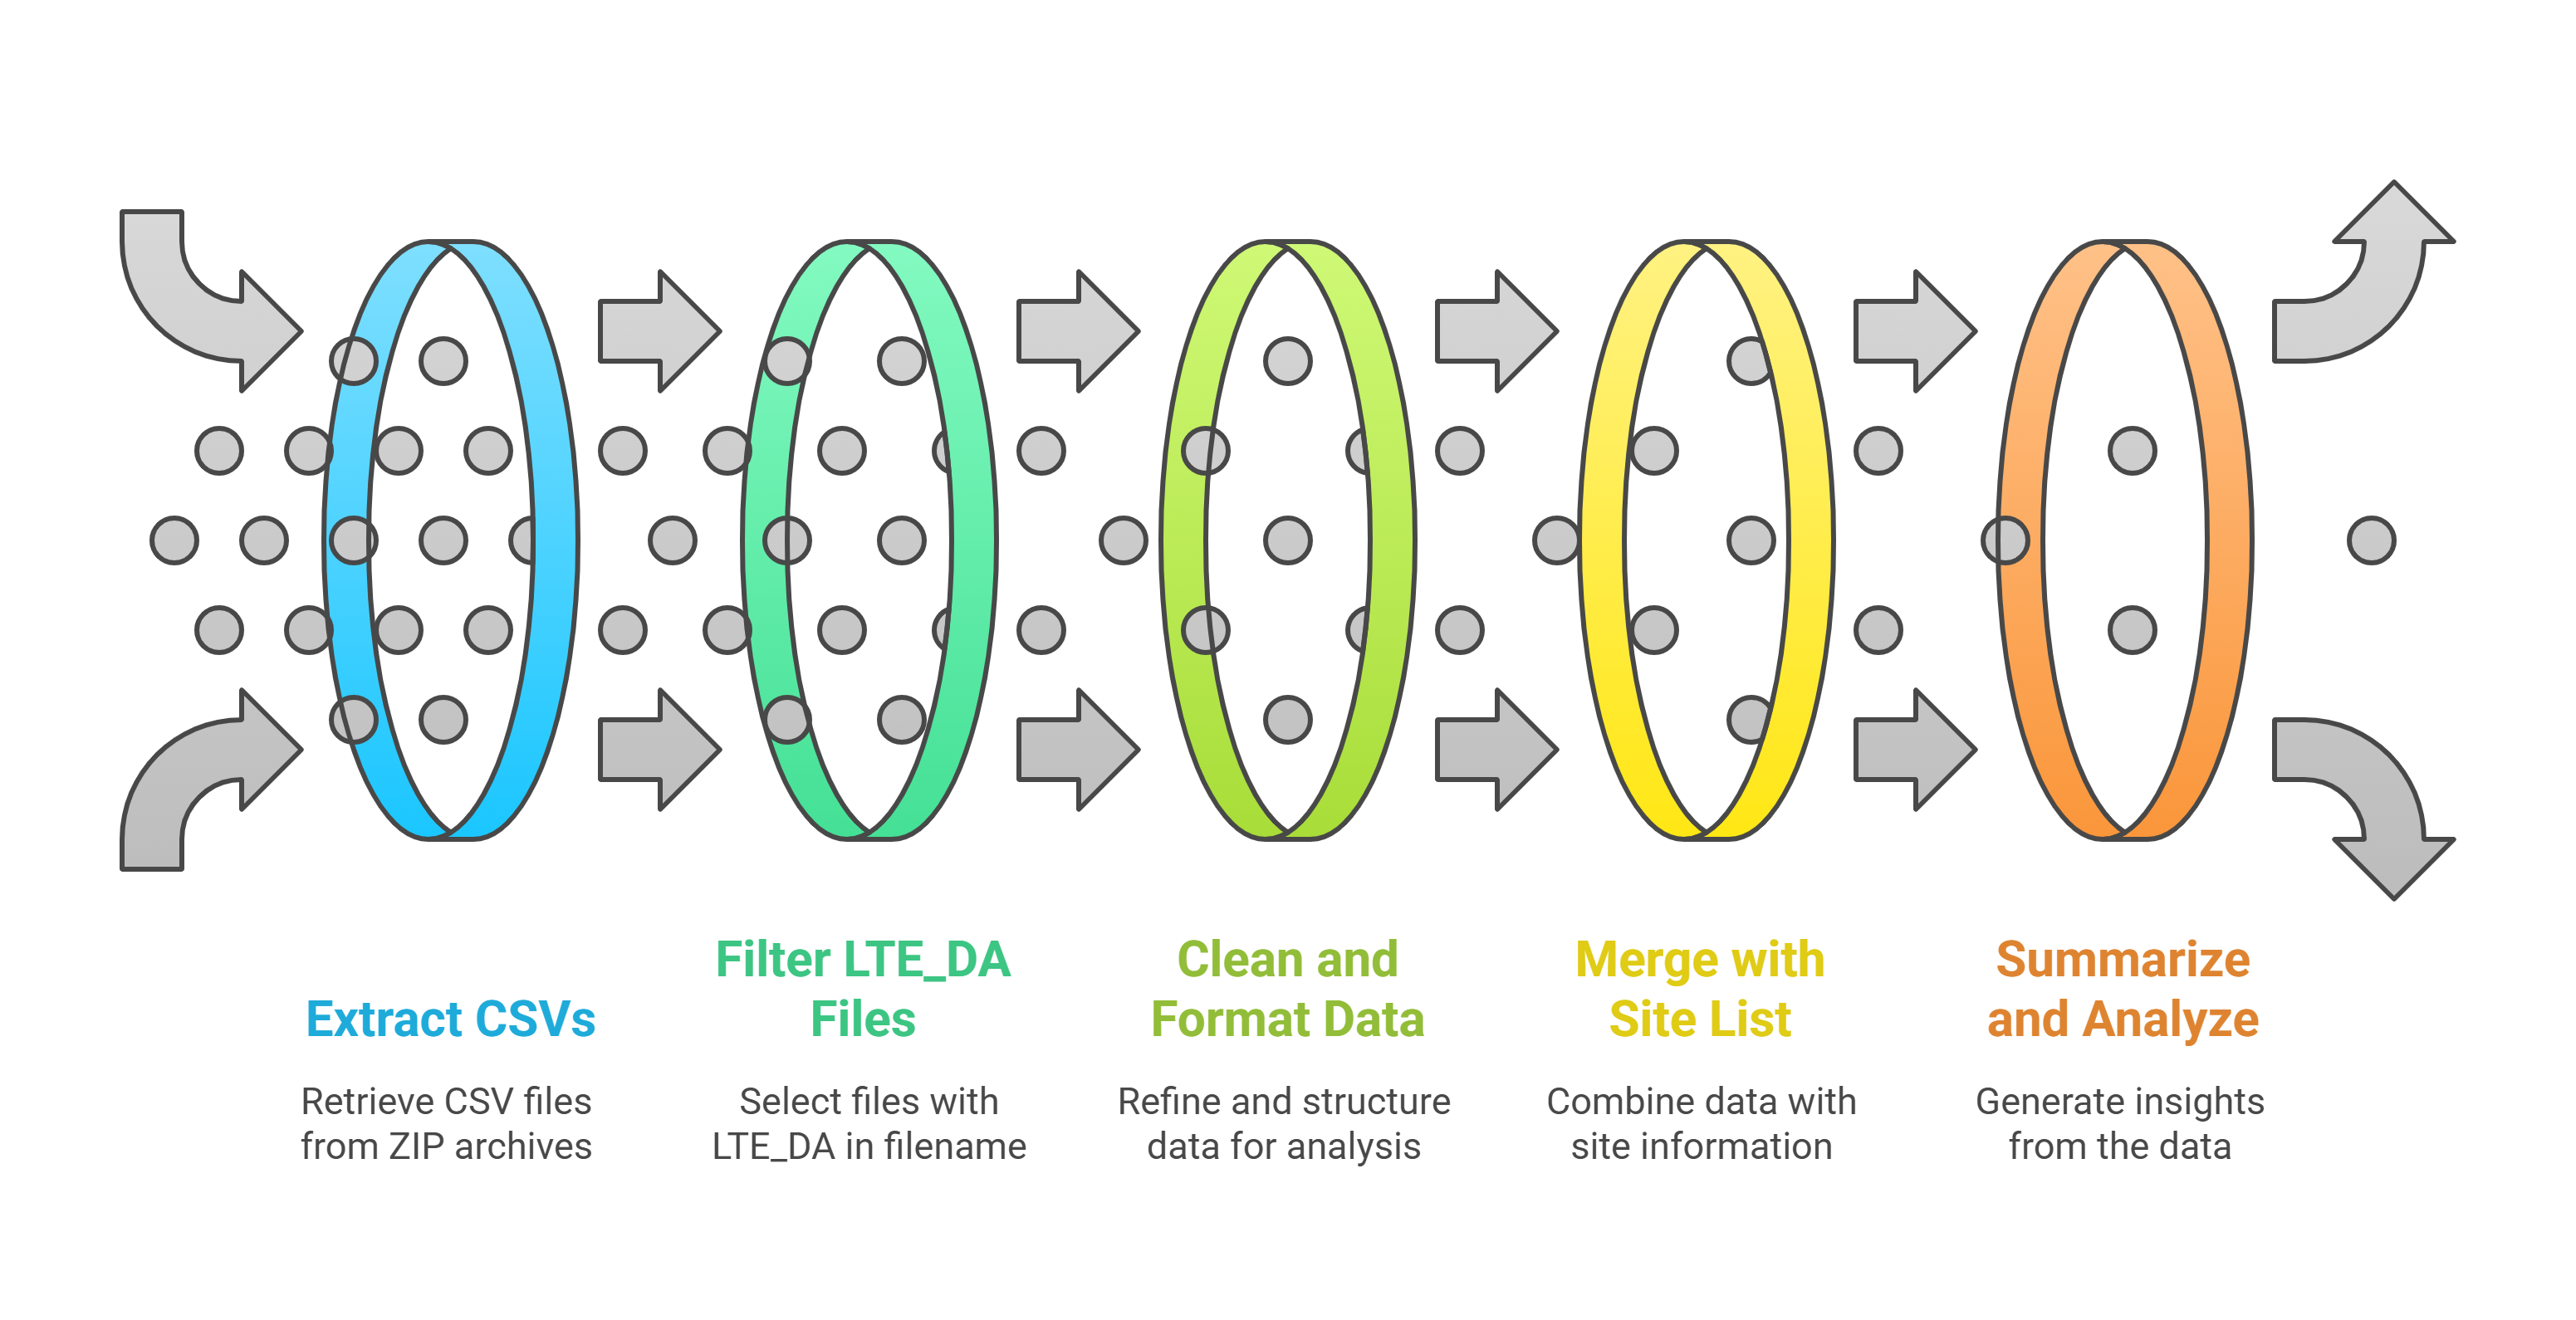 Extract CSVs
Retrieve CSV files
from ZIP archives
Filter LTE_DA
Files
Select files with
LTE_DA in filename
Clean and
Format Data
Refine and structure
data for analysis
Merge with
Site List
Combine data with
site information
Summarize
and Analyze
Generate insights
from the data